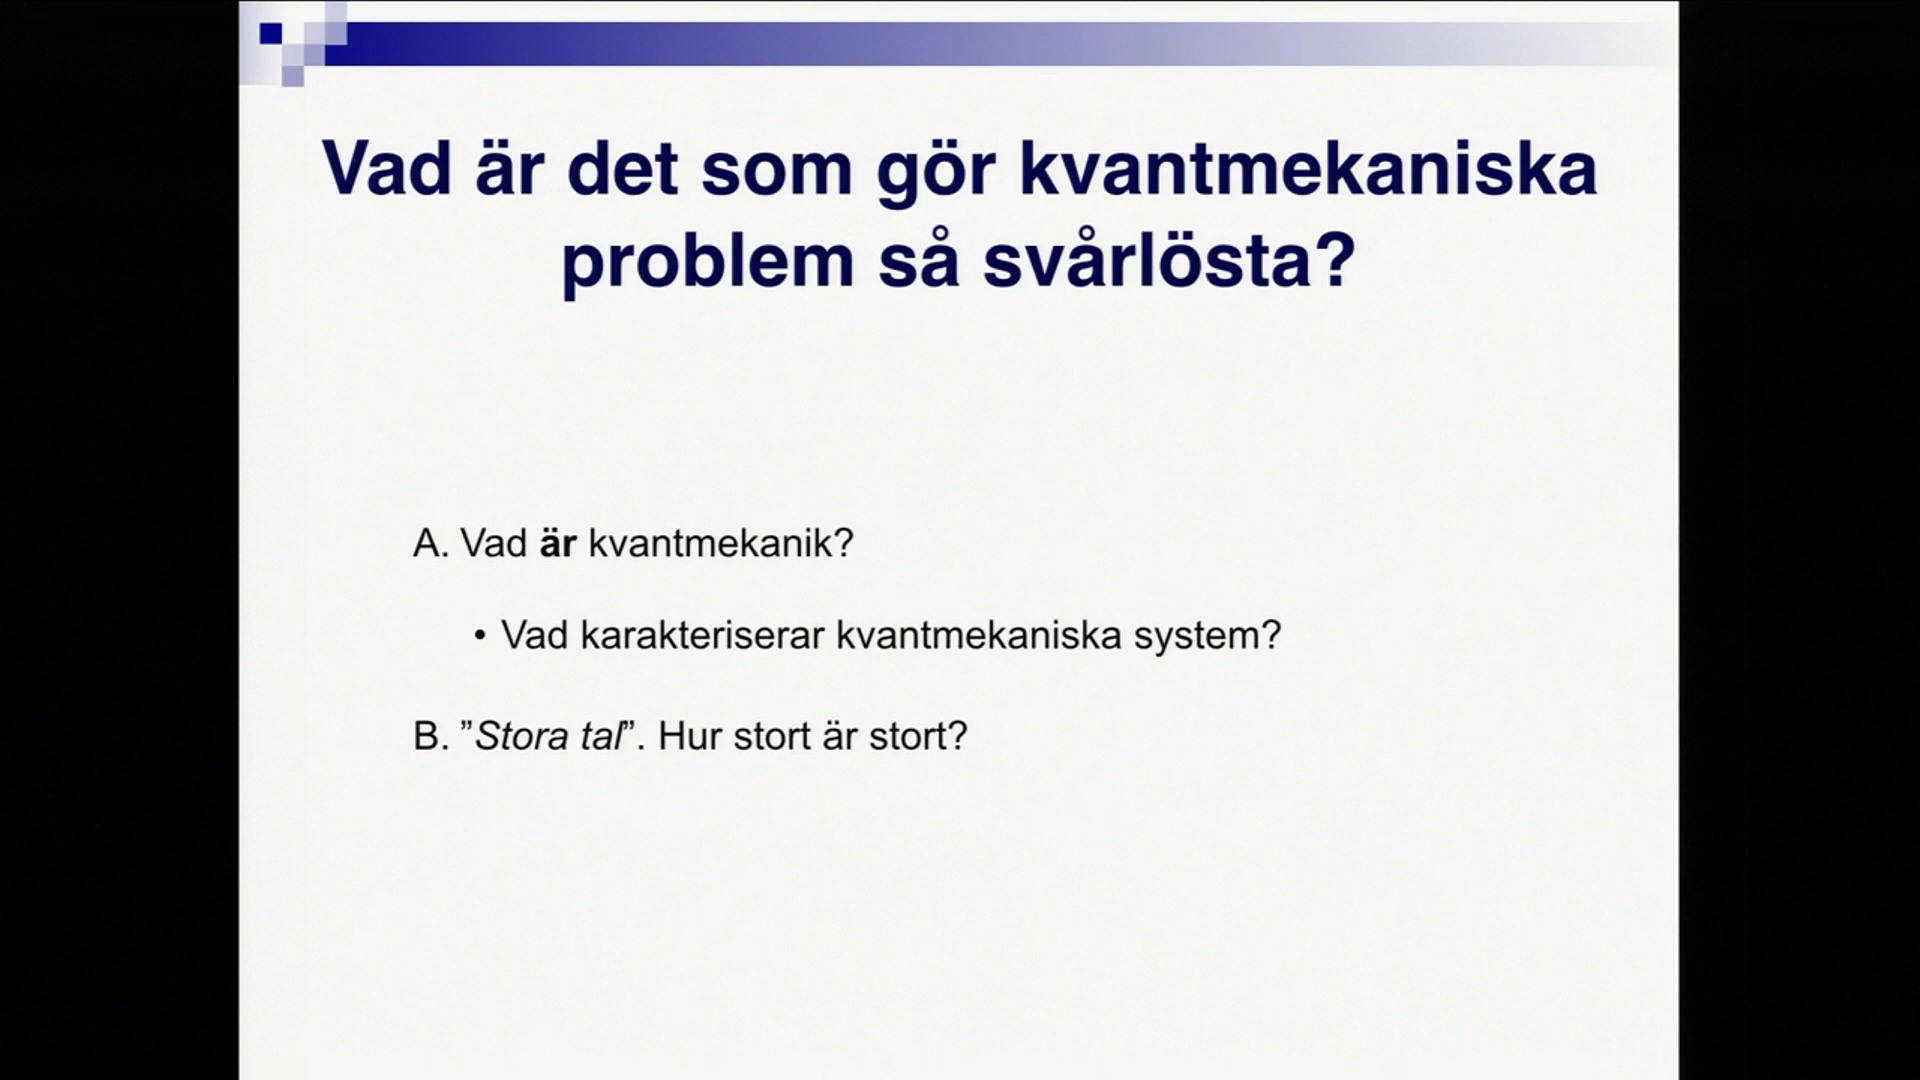 Vad är det som gör kvantmekaniska
problem så svårlösta?
A. Vad är kvantmekanik?
• Vad karakteriserar kvantmekaniska system?
B. ”Stora tal”. Hur stort är stort?